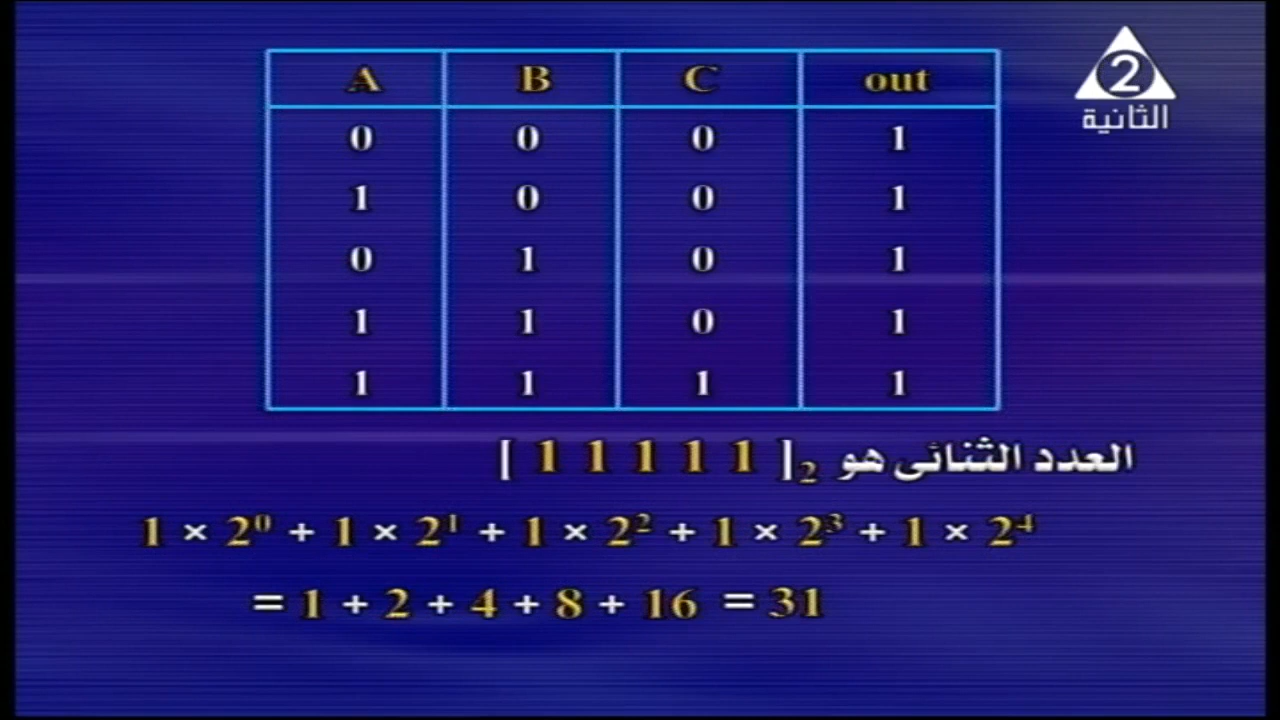 2
الثانية
A B C out
0 0 0 1
1 0 0 1
0 1 0 1
1 1 0 1
1 1 1 1
العدد الثنائى هو [ 1 1 1 1 1 ]₂
1 × 2⁰ + 1 × 2¹ + 1 × 2² + 1 × 2³ + 1 × 2⁴
= 1 + 2 + 4 + 8 + 16 = 31